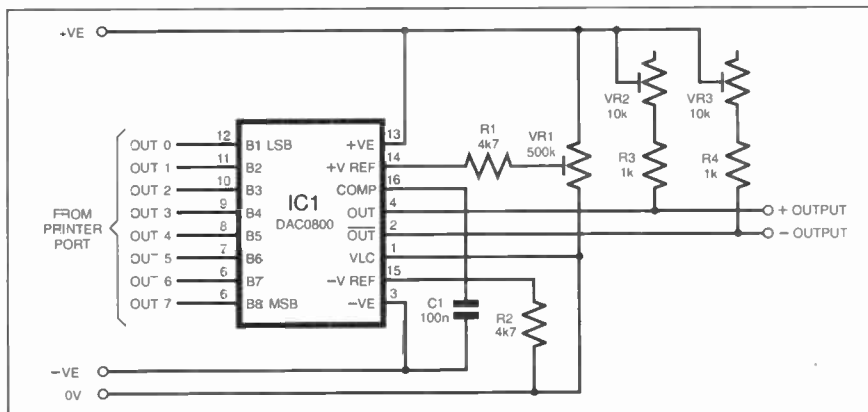 +VE
FROM
PRINTER
PORT
OUT 0
OUT 1
OUT 2
OUT 3
OUT 4
OUT 5
OUT 6
OUT 7
12
11
10
9
8
7
6
6
B1 LSB
B2
B3
B4
B5
B6
B7
B8 MSB
IC1
DAC0800
+VE
+V REF
COMP
OUT
OUT
VLC
−V REF
−VE
13
14
16
4
2
1
15
3
R1
4k7
VR1
500k
VR2
10k
VR3
10k
R3
1k
R4
1k
+ OUTPUT
− OUTPUT
C1
100n
R2
4k7
−VE
0V